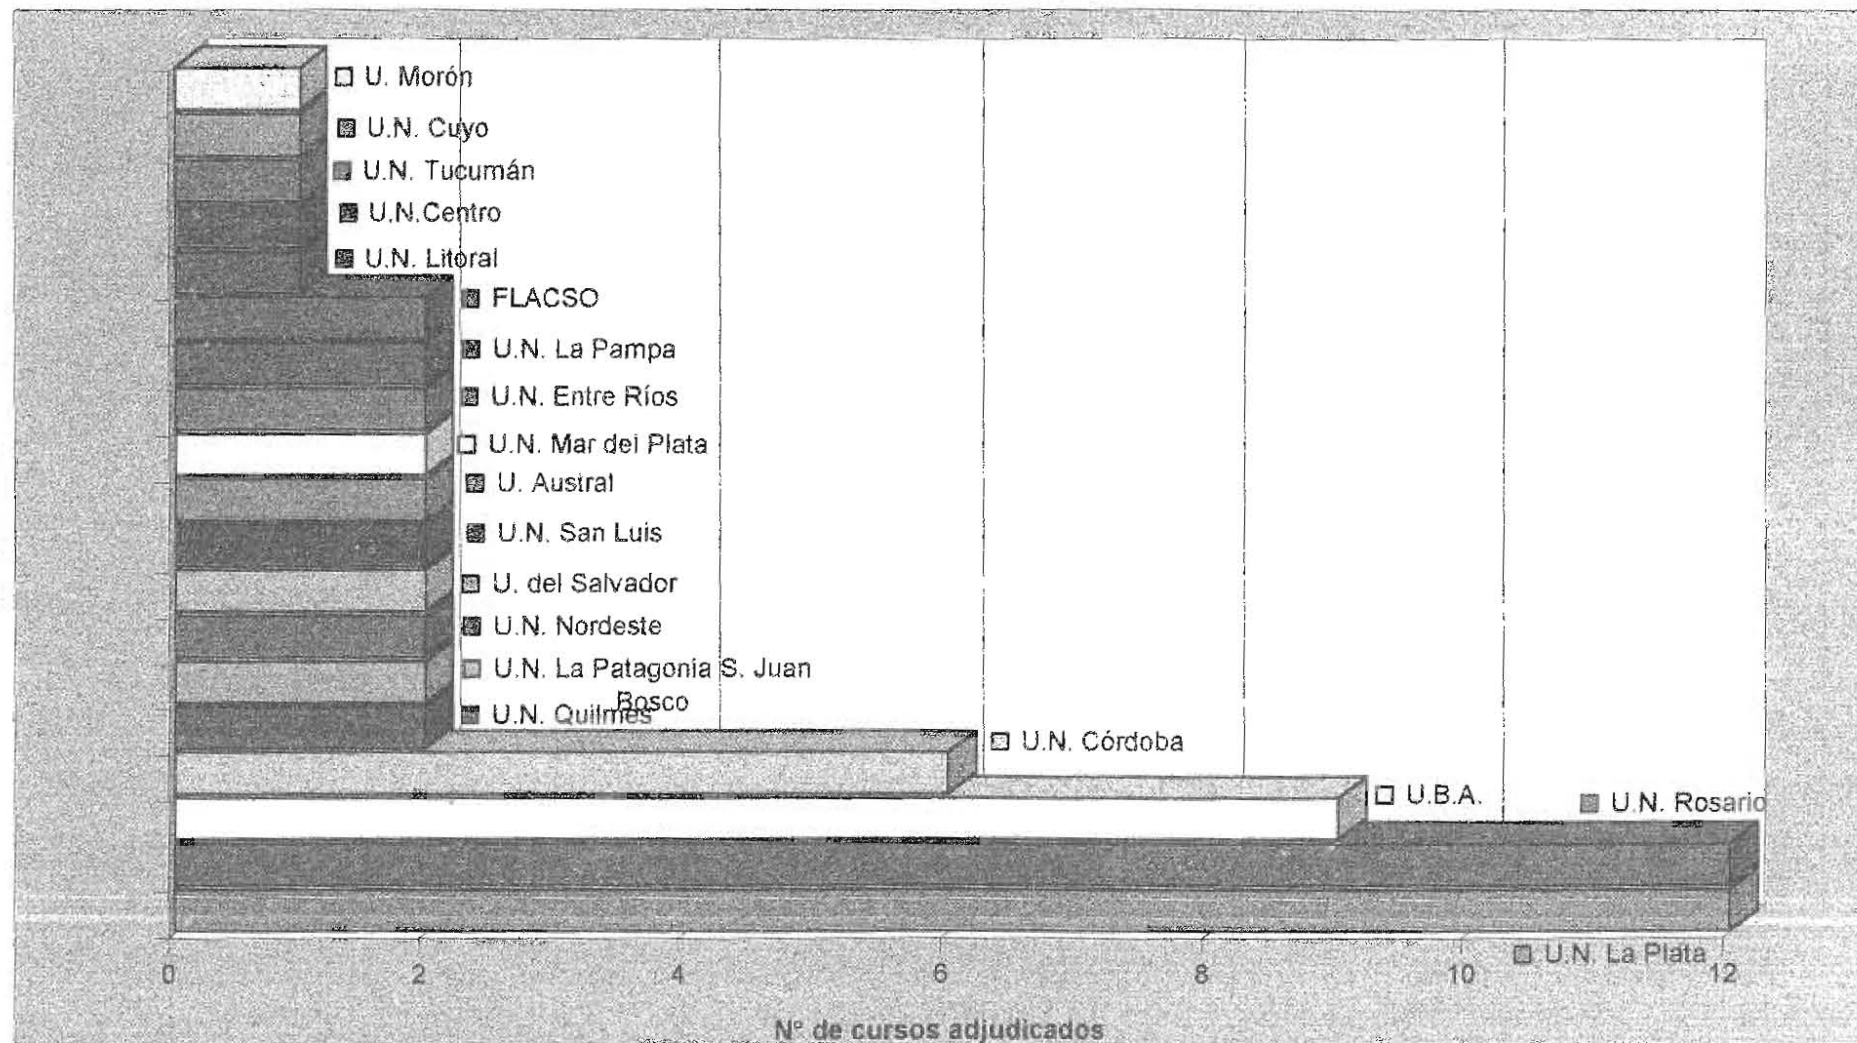 U. Morón
U.N. Cuyo
U.N. Tucumán
U.N.Centro
U.N. Litoral
FLACSO
U.N. La Pampa
U.N. Entre Ríos
U.N. Mar del Plata
U. Austral
U.N. San Luis
U. del Salvador
U.N. Nordeste
U.N. La Patagonia S. Juan
Bosco
U.N. Quilmes
U.N. Córdoba
U.B.A.
U.N. Rosario
U.N. La Plata
0 2 4 6 8 10 12
Nº de cursos adjudicados